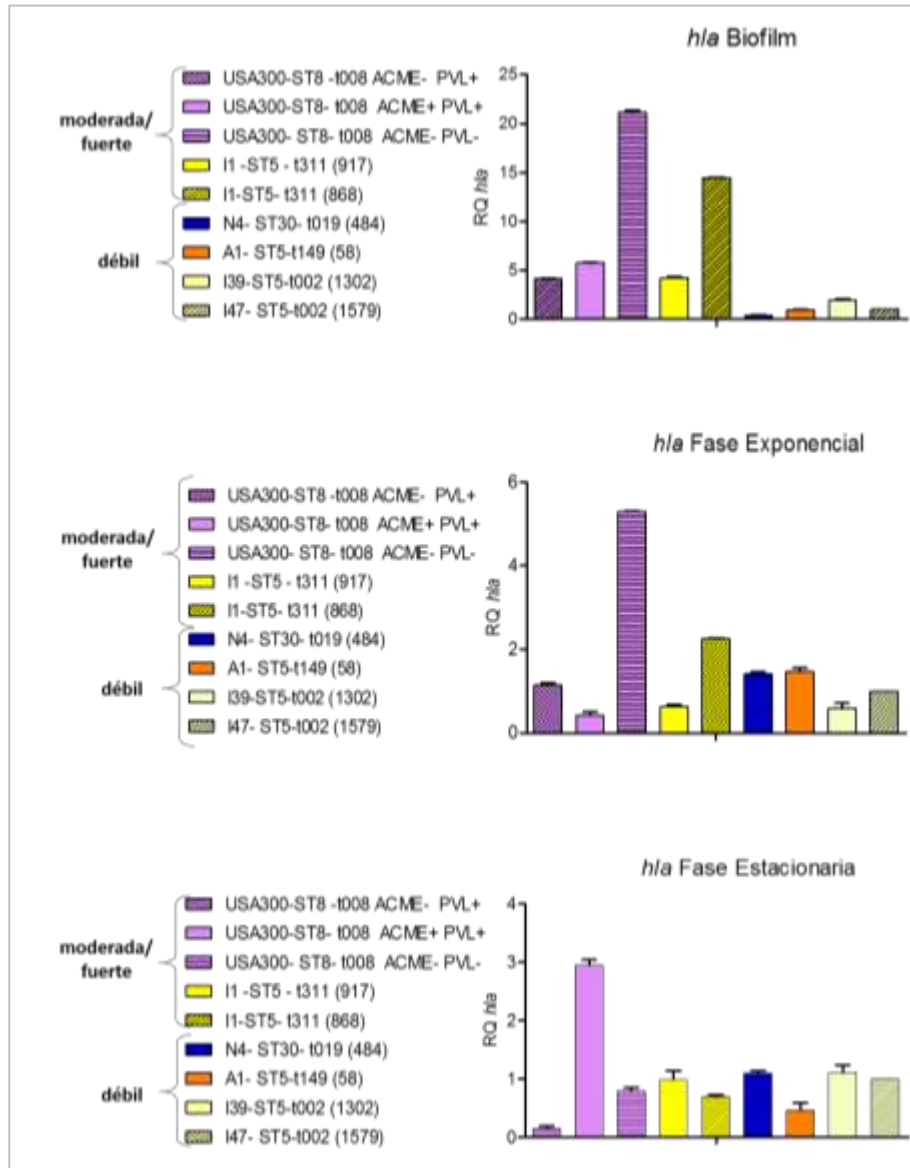 hla Biofilm
moderada/
fuerte
débil
USA300-ST8 -t008 ACME- PVL+
USA300-ST8- t008 ACME+ PVL+
USA300- ST8- t008 ACME- PVL-
I1 -ST5 - t311 (917)
I1-ST5- t311 (868)
N4- ST30- t019 (484)
A1- ST5-t149 (58)
I39-ST5-t002 (1302)
I47- ST5-t002 (1579)
RQ hla
25
20
15
10
5
0
hla Fase Exponencial
moderada/
fuerte
débil
USA300-ST8 -t008 ACME- PVL+
USA300-ST8- t008 ACME+ PVL+
USA300- ST8- t008 ACME- PVL-
I1 -ST5 - t311 (917)
I1-ST5- t311 (868)
N4- ST30- t019 (484)
A1- ST5-t149 (58)
I39-ST5-t002 (1302)
I47- ST5-t002 (1579)
RQ hla
6
4
2
0
hla Fase Estacionaria
moderada/
fuerte
débil
USA300-ST8 -t008 ACME- PVL+
USA300-ST8- t008 ACME+ PVL+
USA300- ST8- t008 ACME- PVL-
I1 -ST5 - t311 (917)
I1-ST5- t311 (868)
N4- ST30- t019 (484)
A1- ST5-t149 (58)
I39-ST5-t002 (1302)
I47- ST5-t002 (1579)
RQ hla
4
3
2
1
0